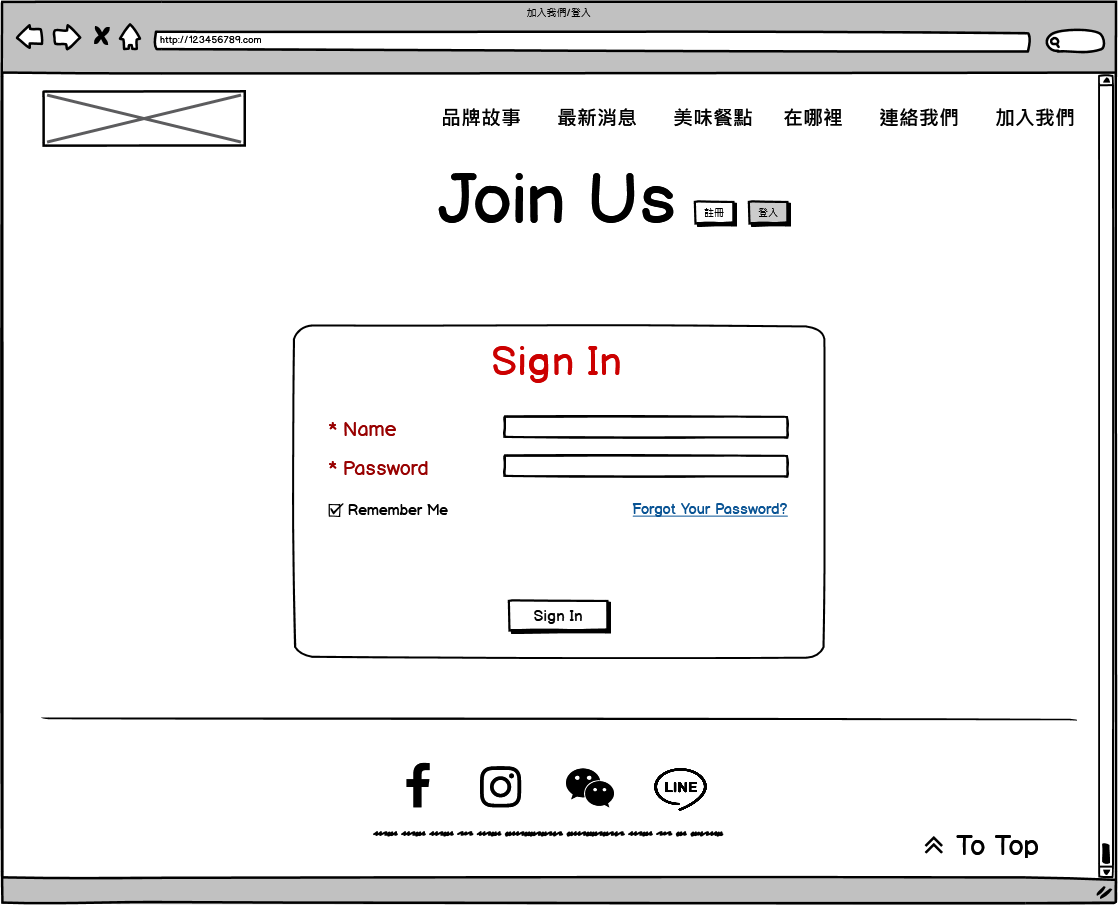 加入我們/登入
http://123456789.com
品牌故事 最新消息 美味餐點 在哪裡 連絡我們 加入我們
Join Us 註冊 登入
Sign In
* Name
* Password
Remember Me Forgot Your Password?
Sign In
LINE
To Top